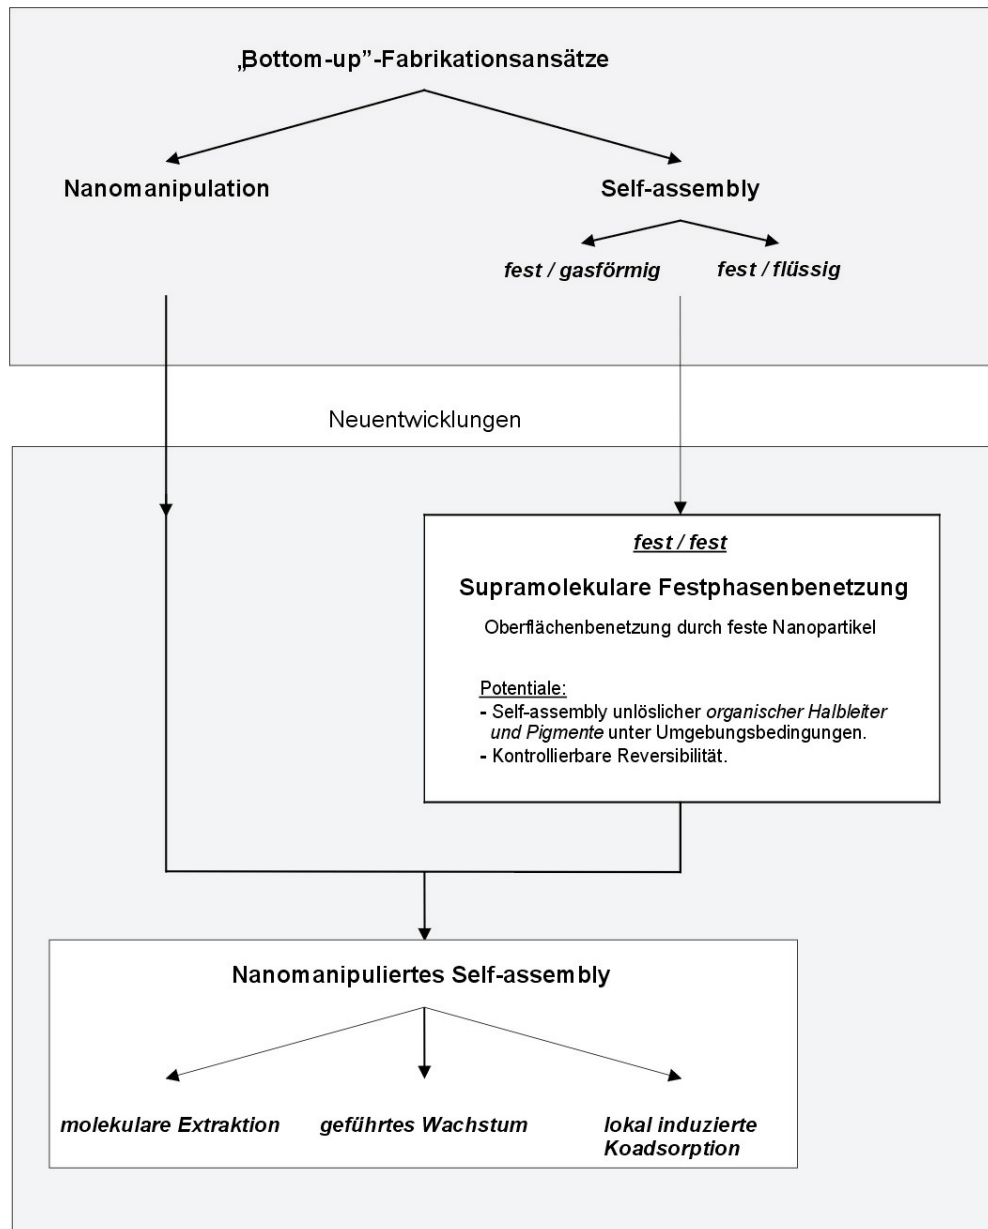 „Bottom-up”-Fabrikationsansätze
Nanomanipulation
Self-assembly
fest / gasförmig
fest / flüssig
Neuentwicklungen
fest / fest
Supramolekulare Festphasenbenetzung
Oberflächenbenetzung durch feste Nanopartikel
Potentiale:
- Self-assembly unlöslicher organischer Halbleiter
und Pigmente unter Umgebungsbedingungen.
- Kontrollierbare Reversibilität.
Nanomanipuliertes Self-assembly
molekulare Extraktion
geführtes Wachstum
lokal induzierte
Koadsorption